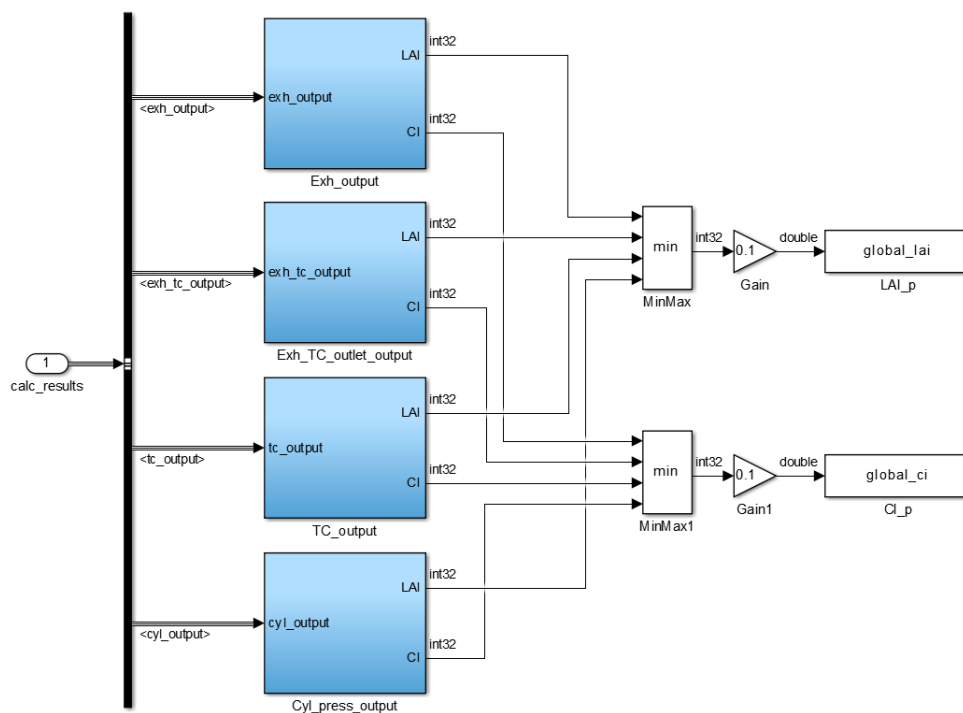 int32
LAI
<exh_output>
exh_output
int32
CI
Exh_output
int32
LAI
<exh_tc_output>
exh_tc_output
int32
CI
Exh_TC_outlet_output
1
calc_results
int32
LAI
<tc_output>
tc_output
int32
CI
TC_output
int32
LAI
<cyl_output>
cyl_output
int32
CI
Cyl_press_output
min
MinMax
int32
0.1
Gain
double
global_lai
LAI_p
min
MinMax1
int32
0.1
Gain1
double
global_ci
CI_p